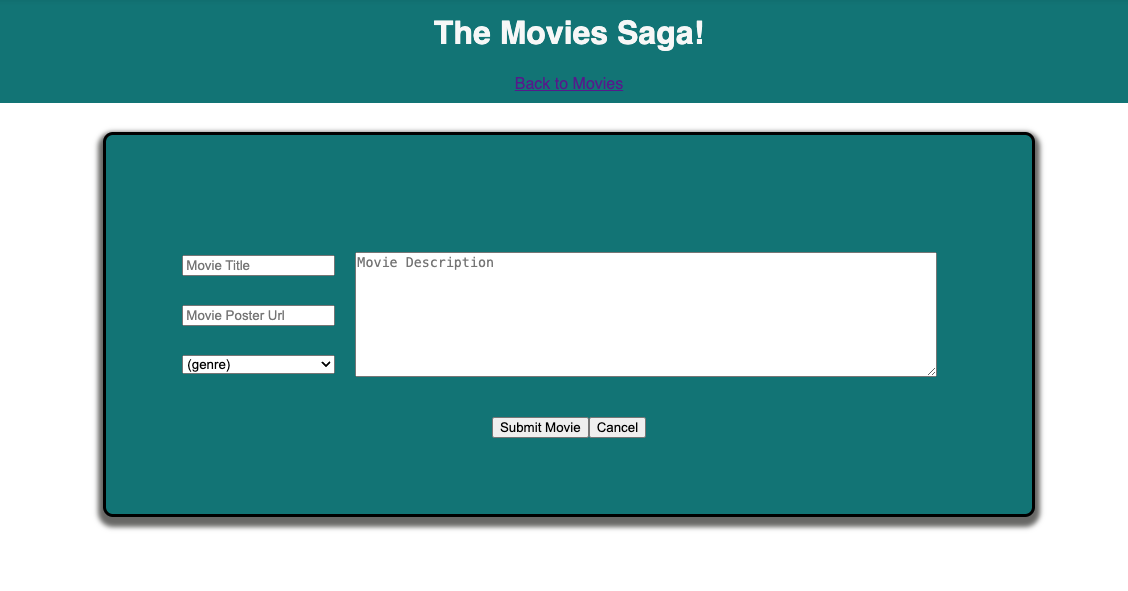 The Movies Saga!
Back to Movies
Movie Title
Movie Description
Movie Poster Url
(genre)
Submit Movie
Cancel